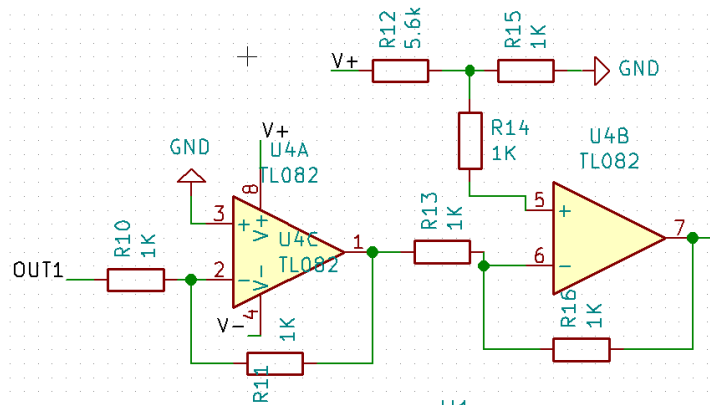 R12
5.6k
R15
1K
V+
GND
R14
1K
V+
U4A
TL082
GND
U4B
TL082
8
3
+
V+
R10
1K
R13
1K
5
+
7
U4C
TL082
1
OUT1
2
-
V-
6
-
4
V-
1K
R11
R16
1K